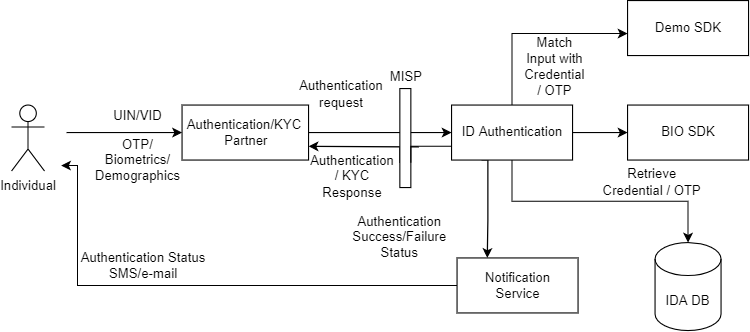 Demo SDK
Match
Input with
Credential
/ OTP
MISP
Authentication
request
UIN/VID
Authentication/KYC
Partner
ID Authentication
BIO SDK
OTP/
Biometrics/
Demographics
Individual
Authentication
/ KYC
Response
Retrieve
Credential / OTP
Authentication
Success/Failure
Status
Authentication Status
SMS/e-mail
Notification
Service
IDA DB